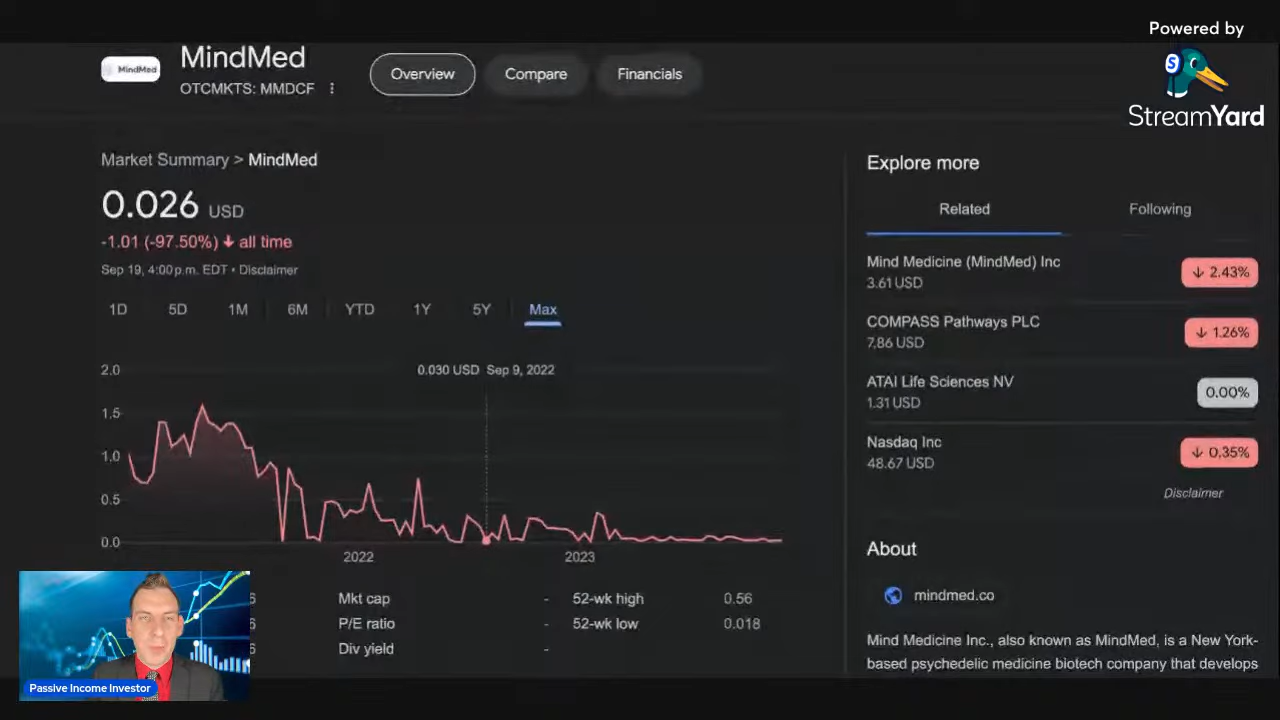 Powered by
StreamYard
MindMed
MindMed
OTCMKTS: MMDCF
Overview
Compare
Financials
Market Summary > MindMed
0.026 USD
-1.01 (-97.50%) ↓ all time
Sep 19, 4:00 p.m. EDT • Disclaimer
1D 5D 1M 6M YTD 1Y 5Y Max
0.030 USD Sep 9, 2022
2.0
1.5
1.0
0.5
0.0
2022 2023
Mkt cap - 52-wk high 0.56
P/E ratio - 52-wk low 0.018
Div yield -
6
6
6
Explore more
Related Following
Mind Medicine (MindMed) Inc
3.61 USD
↓ 2.43%
COMPASS Pathways PLC
7.86 USD
↓ 1.26%
ATAI Life Sciences NV
1.31 USD
0.00%
Nasdaq Inc
48.67 USD
↓ 0.35%
Disclaimer
About
mindmed.co
Mind Medicine Inc., also known as MindMed, is a New York-
based psychedelic medicine biotech company that develops
Passive Income Investor